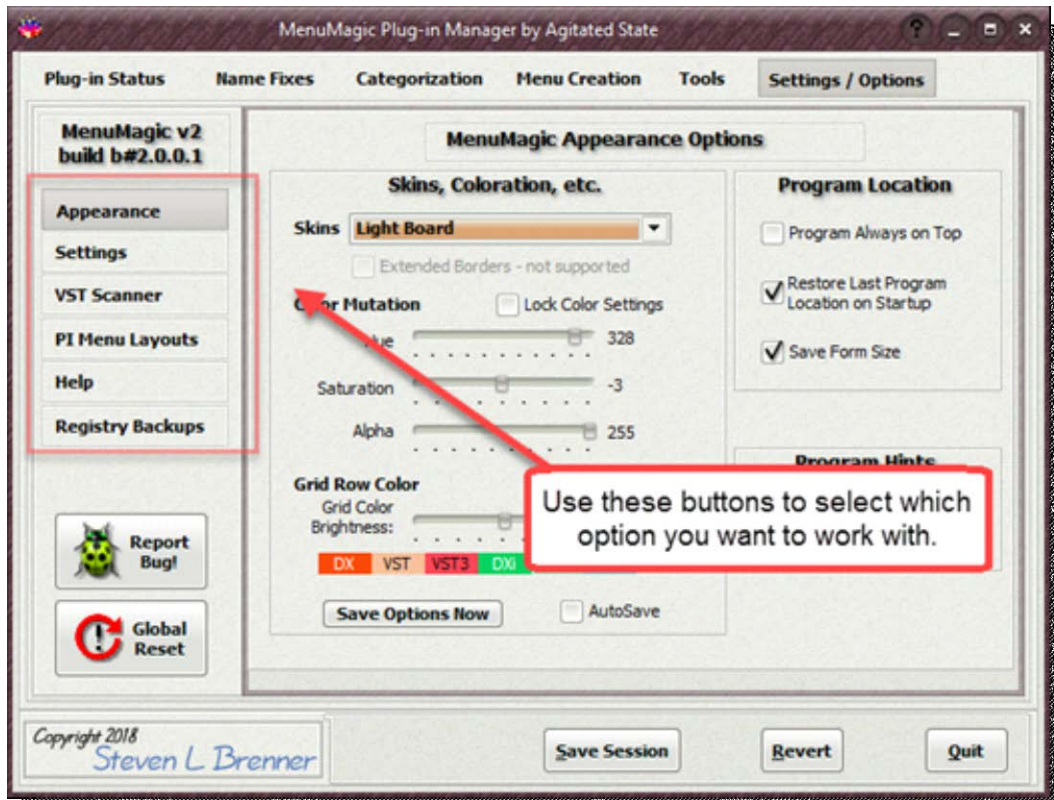 MenuMagic Plug-in Manager by Agitated State
?
Plug-in Status Name Fixes Categorization Menu Creation Tools Settings / Options
MenuMagic v2
build b#2.0.0.1
Appearance
Settings
VST Scanner
PI Menu Layouts
Help
Registry Backups
Report
Bug!
Global
Reset
MenuMagic Appearance Options
Skins, Coloration, etc.
Skins Light Board
Extended Borders - not supported
Color Mutation Lock Color Settings
Hue 328
Saturation -3
Alpha 255
Grid Row Color
Grid Color
Brightness:
DX VST VST3 DXi
Save Options Now AutoSave
Program Location
Program Always on Top
Restore Last Program
Location on Startup
Save Form Size
Program Hints
Use these buttons to select which
option you want to work with.
Copyright 2018
Steven L Brenner
Save Session Revert Quit